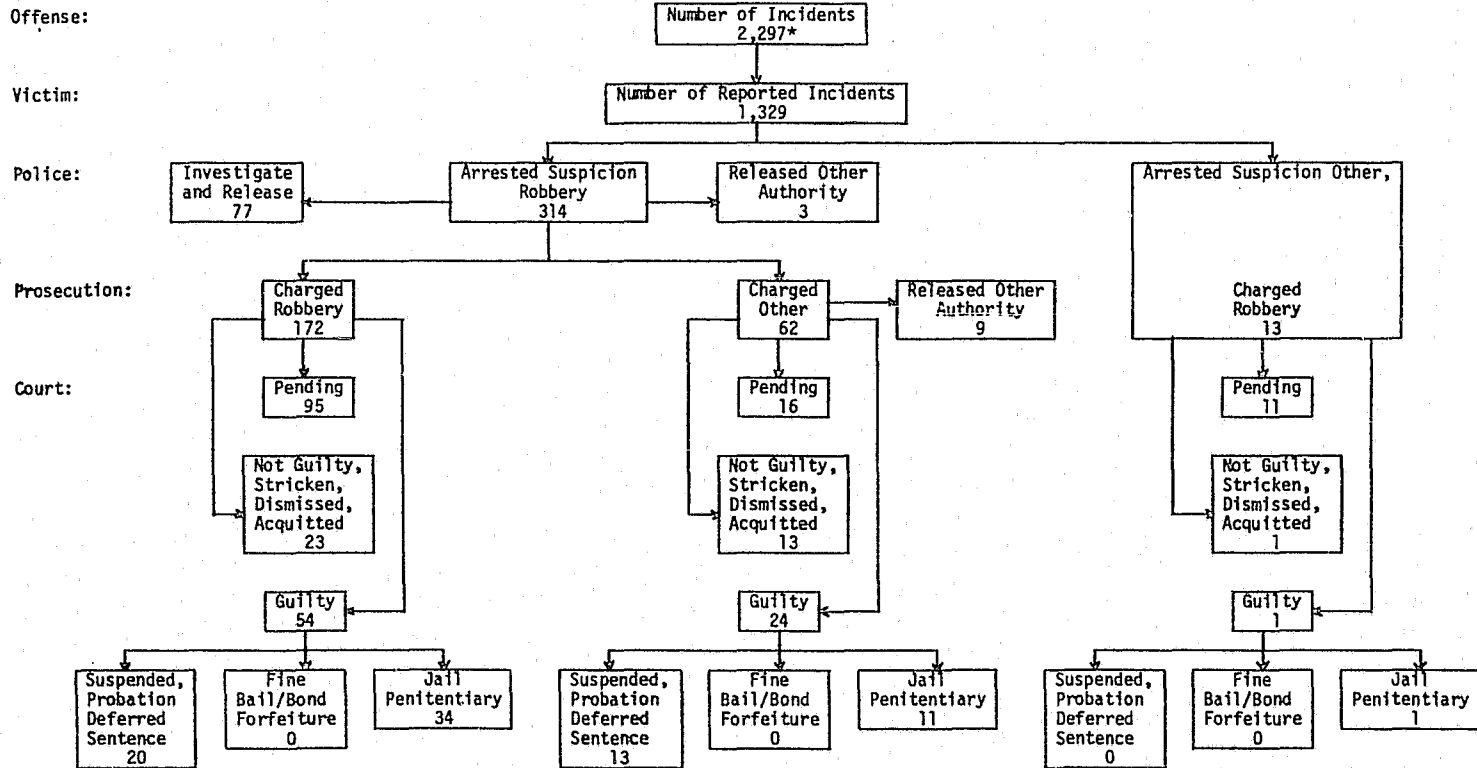 Offense:
Number of Incidents
2,297*
Victim:
Number of Reported Incidents
1,329
Police:
Investigate
and Release
77
Arrested Suspicion
Robbery
314
Released Other
Authority
3
Arrested Suspicion Other,
Prosecution:
Charged
Robbery
172
Charged
Other
62
Released Other
Authority
9
Charged
Robbery
13
Court:
Pending
95
Pending
16
Pending
11
Not Guilty,
Stricken,
Dismissed,
Acquitted
23
Not Guilty,
Stricken,
Dismissed,
Acquitted
13
Not Guilty,
Stricken,
Dismissed,
Acquitted
1
Guilty
54
Guilty
24
Guilty
1
Suspended,
Probation
Deferred
Sentence
20
Fine
Bail/Bond
Forfeiture
0
Jail
Penitentiary
34
Suspended,
Probation
Deferred
Sentence
13
Fine
Bail/Bond
Forfeiture
0
Jail
Penitentiary
11
Suspended,
Probation
Deferred
Sentence
0
Fine
Bail/Bond
Forfeiture
0
Jail
Penitentiary
1